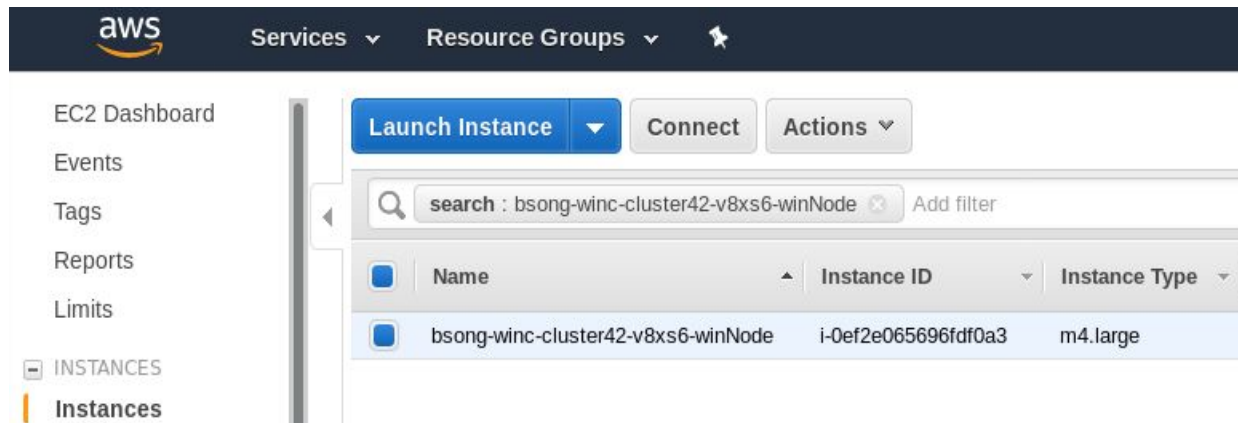 aws Services Resource Groups
EC2 Dashboard
Events
Tags
Reports
Limits
INSTANCES
Instances
Launch Instance Connect Actions
search : bsong-winc-cluster42-v8xs6-winNode Add filter
Name Instance ID Instance Type
bsong-winc-cluster42-v8xs6-winNode i-0ef2e065696fdf0a3 m4.large